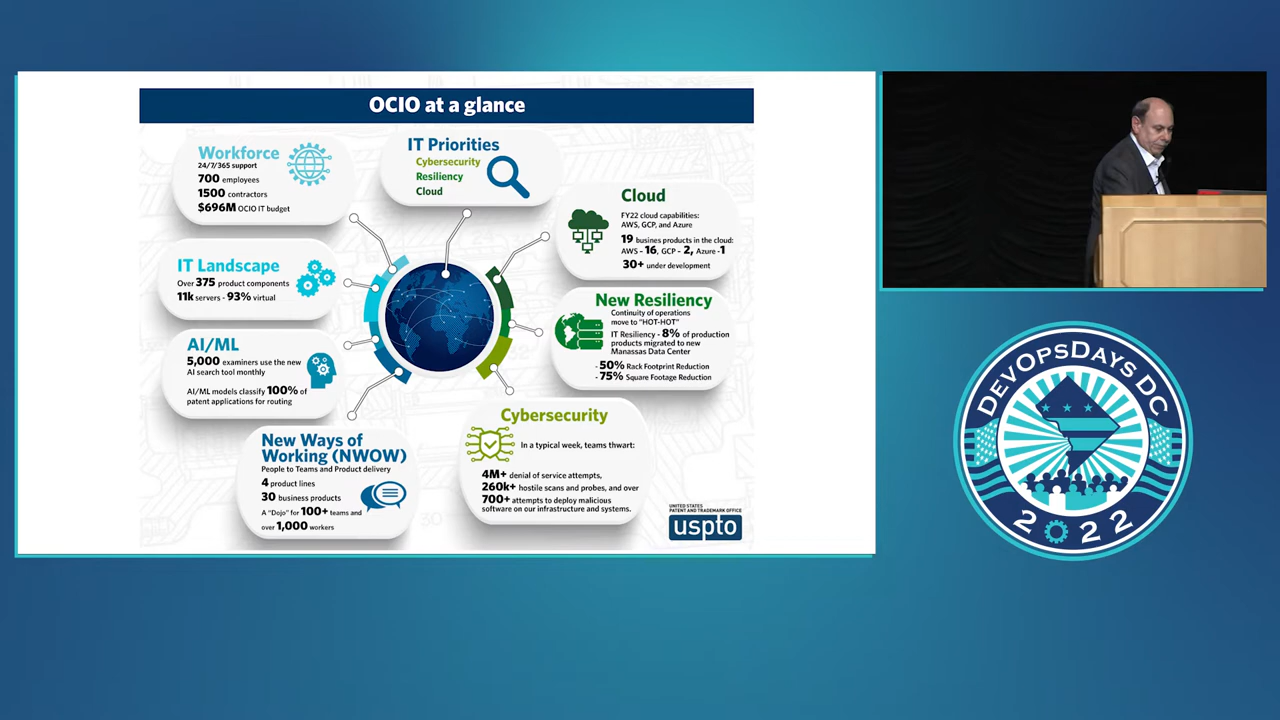 OCIO at a glance
Workforce
24/7/365 support
700 employees
1500 contractors
$696M OCIO IT budget
IT Priorities
Cybersecurity
Resiliency
Cloud
Cloud
FY22 cloud capabilities:
AWS, GCP, and Azure
19 busines products in the cloud:
AWS - 16, GCP - 2, Azure -1
30+ under development
IT Landscape
Over 375 product components
11k servers - 93% virtual
New Resiliency
Continuity of operations
move to "HOT-HOT"
IT Resiliency - 8% of production
products migrated to new
Manassas Data Center
- 50% Rack Footprint Reduction
- 75% Square Footage Reduction
AI/ML
5,000 examiners use the new
AI search tool monthly
AI/ML models classify 100% of
patent applications for routing
New Ways of
Working (NWOW)
People to Teams and Product delivery
4 product lines
30 business products
A "Dojo" for 100+ teams and
over 1,000 workers
Cybersecurity
In a typical week, teams thwart:
4M+ denial of service attempts,
260k+ hostile scans and probes, and over
700+ attempts to deploy malicious
software on our infrastructure and systems.
UNITED STATES
PATENT AND TRADEMARK OFFICE
uspto
DEVOPSDAYS DC
2022